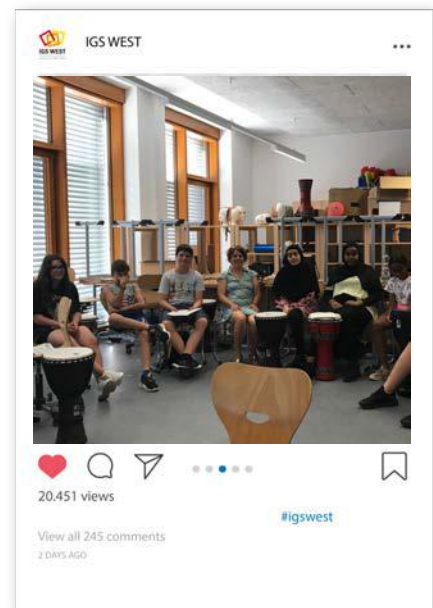 IGS WEST
IGS WEST
20.451 views
#igswest
View all 245 comments
2 DAYS AGO